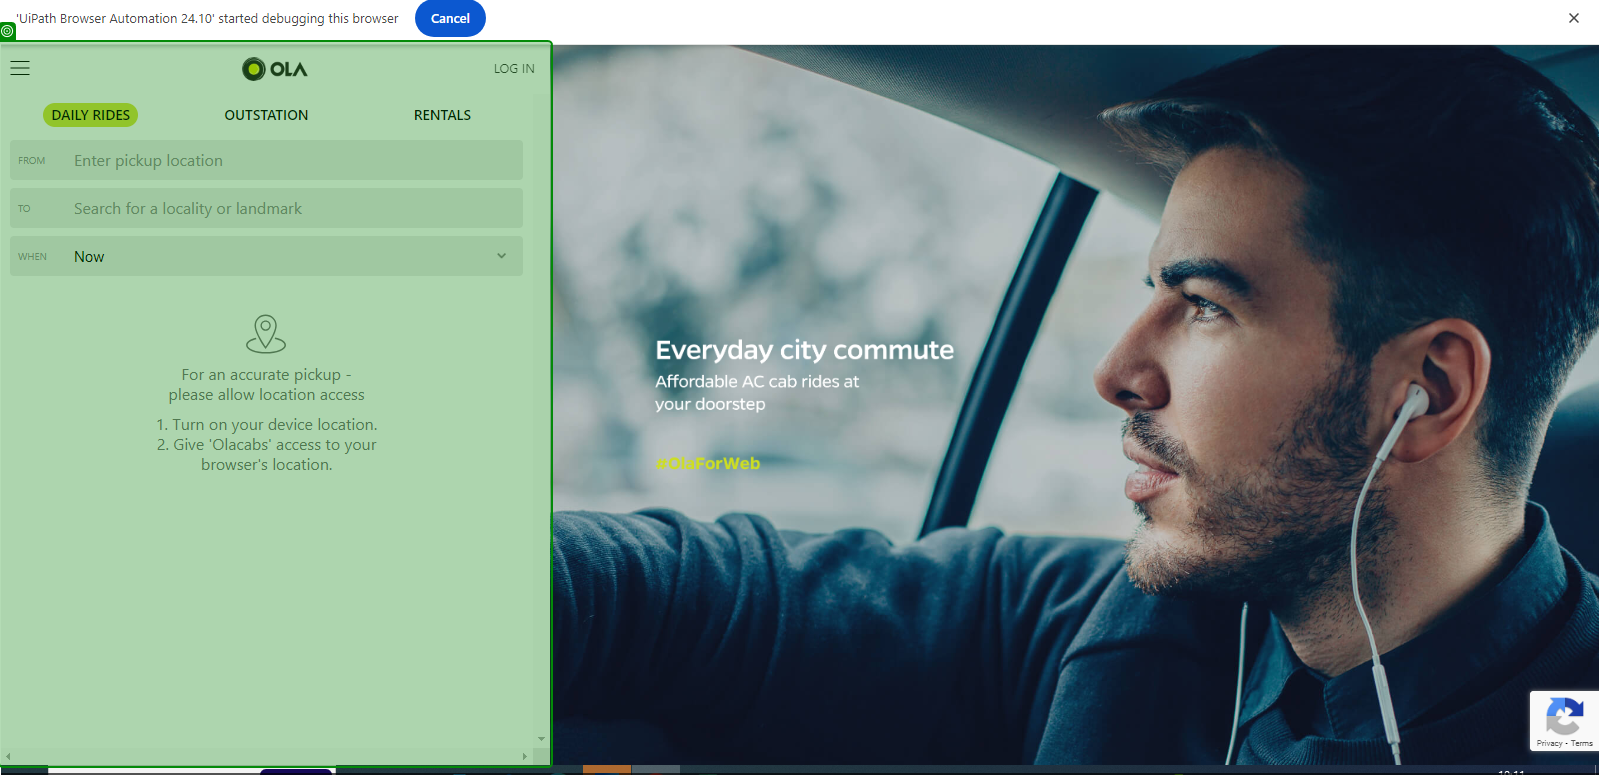 'UiPath Browser Automation 24.10' started debugging this browser
Cancel
OLA
LOG IN
DAILY RIDES
OUTSTATION
RENTALS
FROM
Enter pickup location
TO
Search for a locality or landmark
WHEN
Now
For an accurate pickup -
please allow location access
1. Turn on your device location.
2. Give 'Olacabs' access to your
browser's location.
Everyday city commute
Affordable AC cab rides at
your doorstep
#OlaForWeb
Privacy - Terms